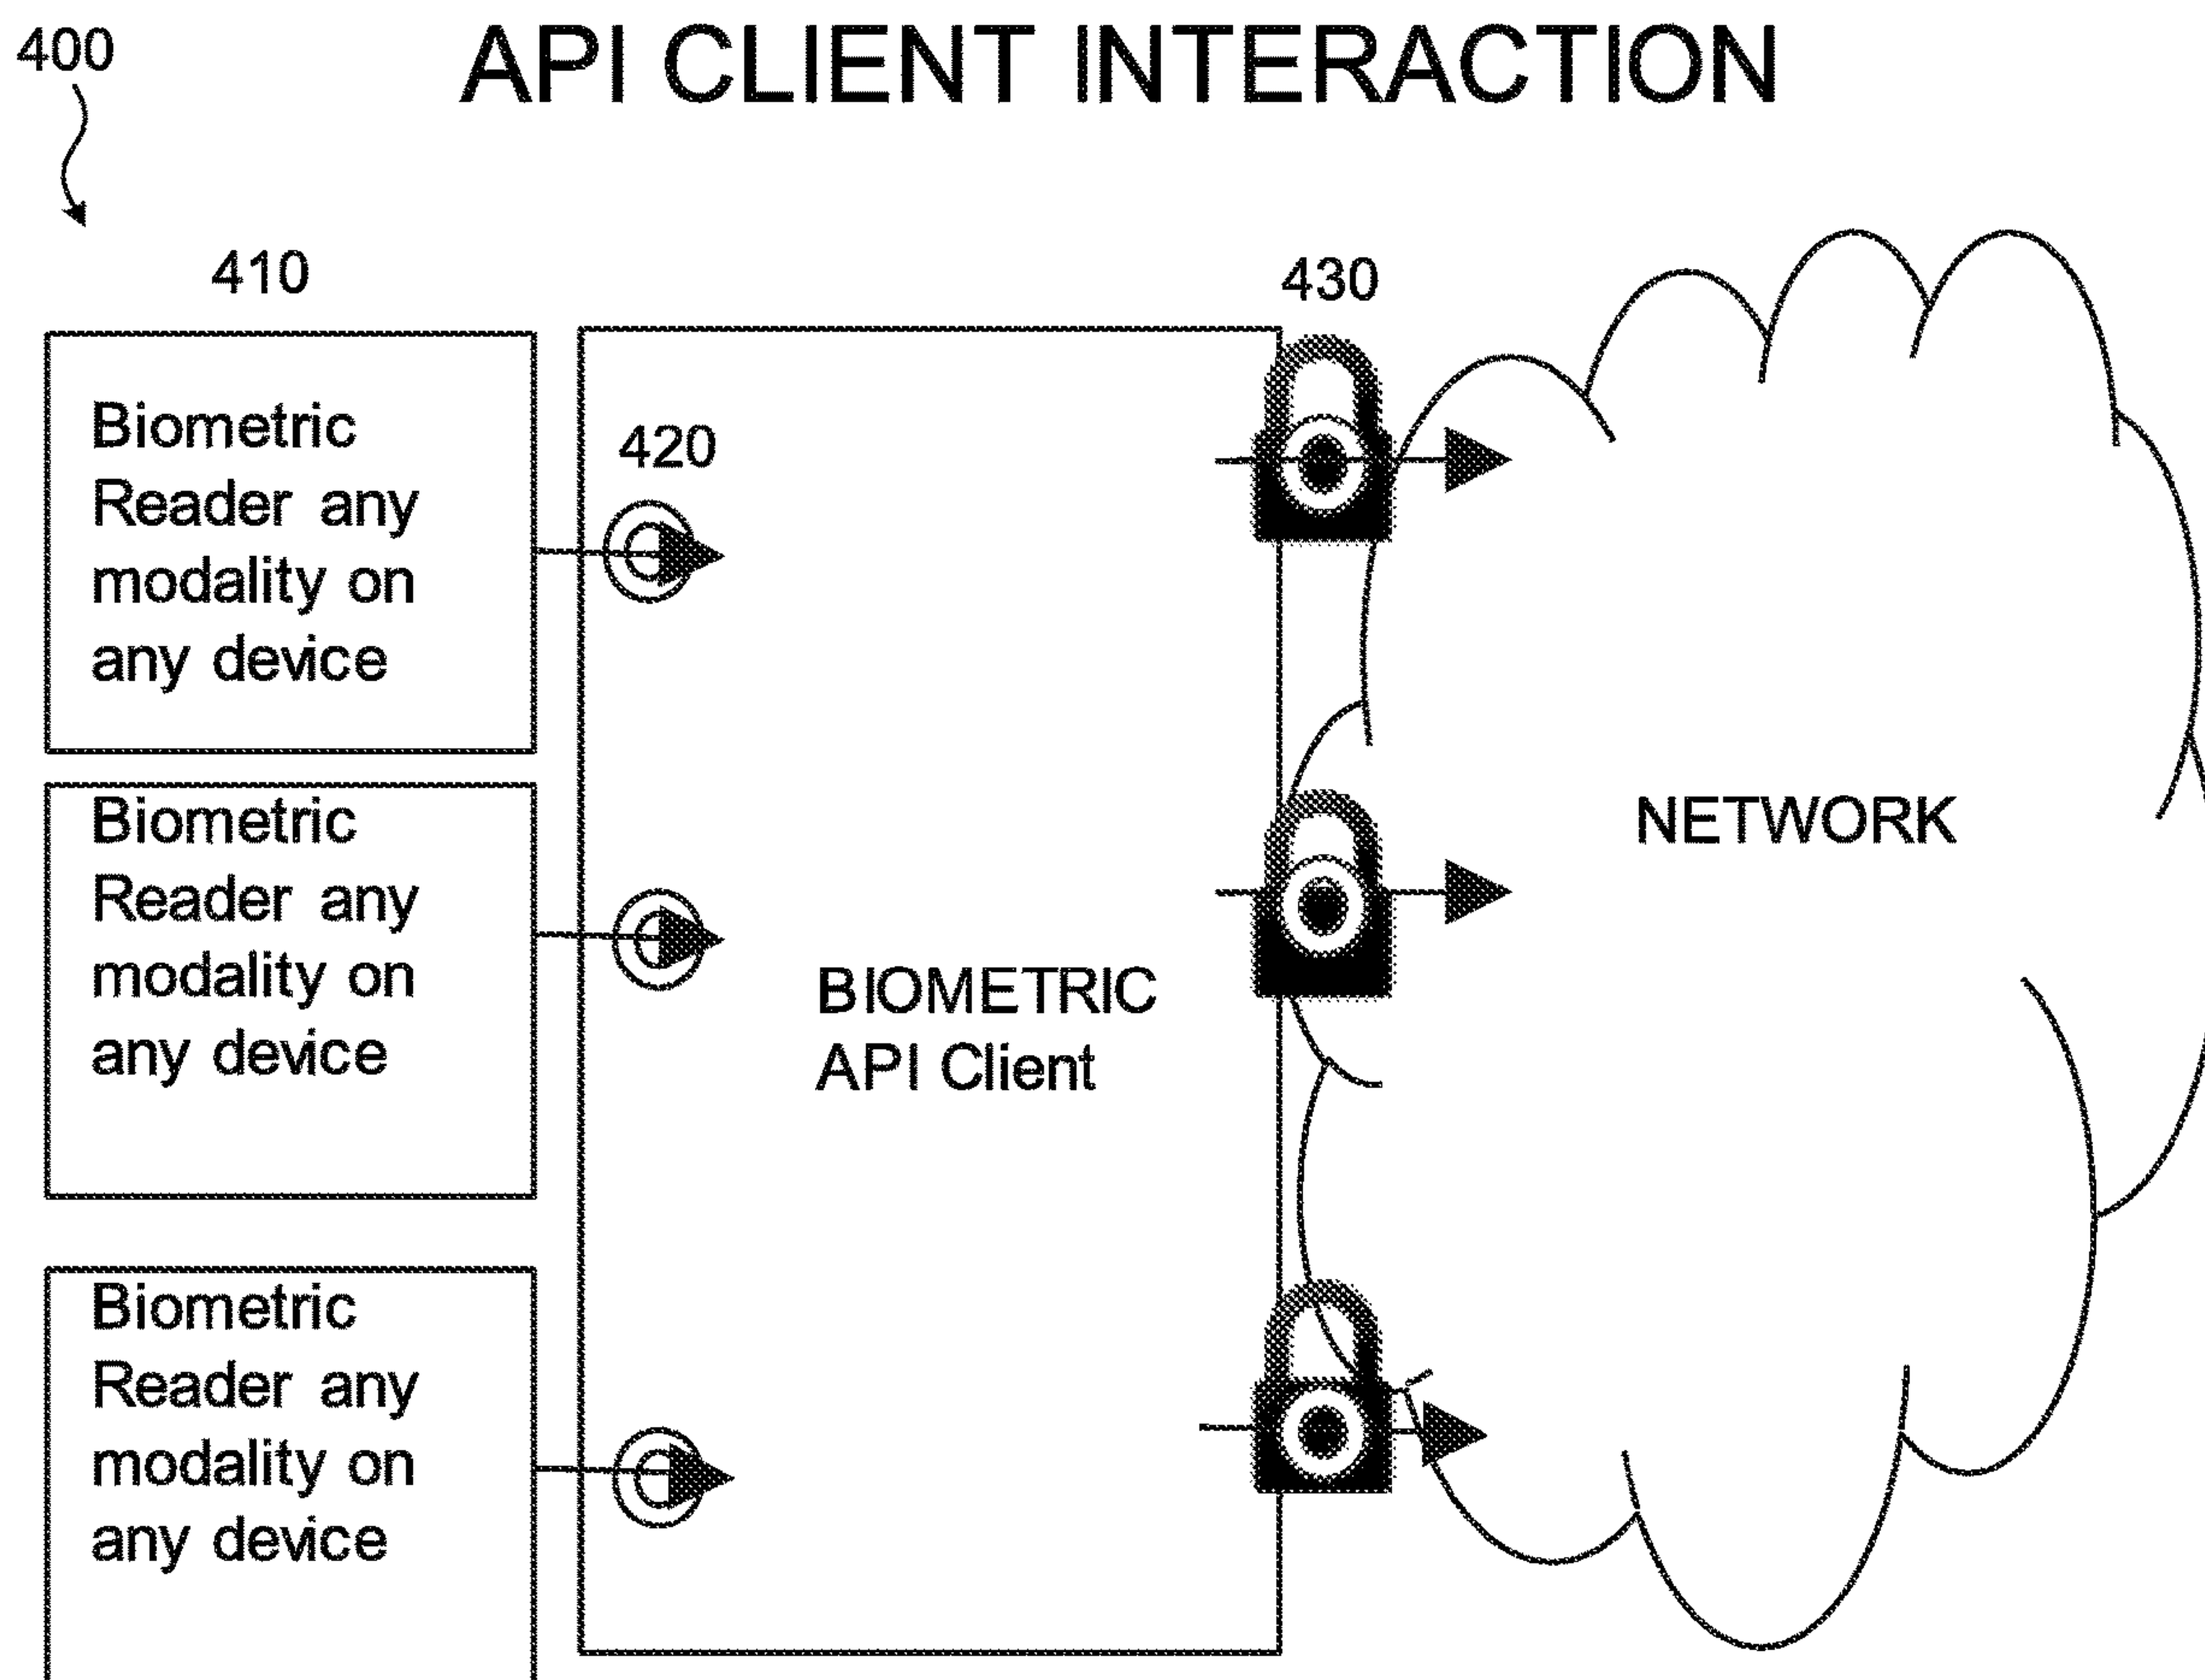 400
API CLIENT INTERACTION
410
430
Biometric
Reader any
modality on
any device
420
Biometric
Reader any
modality on
any device
BIOMETRIC
API Client
NETWORK
Biometric
Reader any
modality on
any device